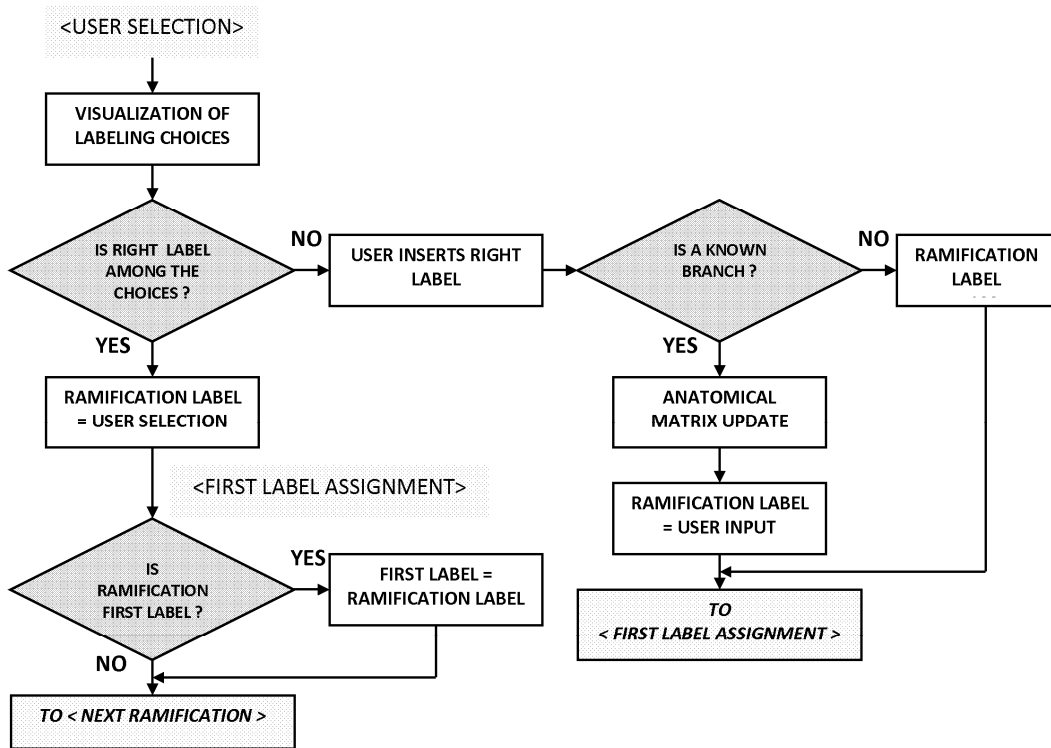 <USER SELECTION>
VISUALIZATION OF
LABELING CHOICES
IS RIGHT LABEL
AMONG THE
CHOICES ?
NO
USER INSERTS RIGHT
LABEL
IS A KNOWN
BRANCH ?
NO
RAMIFICATION
LABEL
YES
RAMIFICATION LABEL
= USER SELECTION
YES
ANATOMICAL
MATRIX UPDATE
RAMIFICATION LABEL
= USER INPUT
TO
< FIRST LABEL ASSIGNMENT >
<FIRST LABEL ASSIGNMENT>
IS
RAMIFICATION
FIRST LABEL ?
YES
FIRST LABEL =
RAMIFICATION LABEL
NO
TO < NEXT RAMIFICATION >